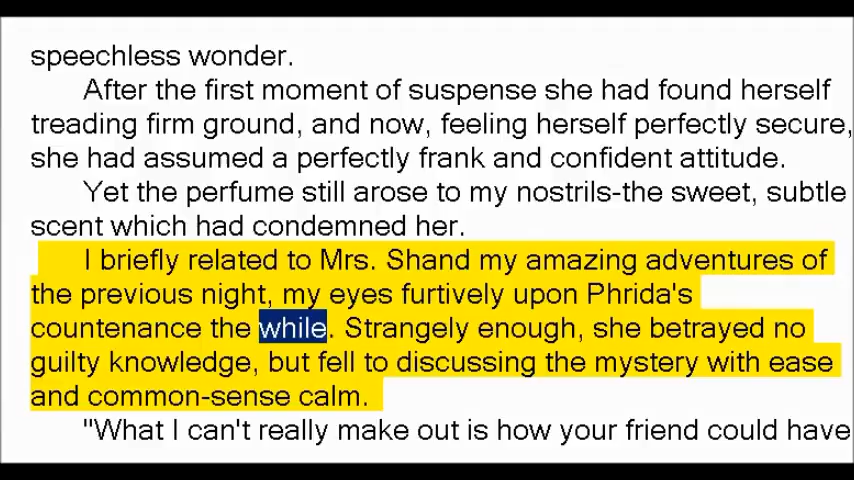 speechless wonder.
After the first moment of suspense she had found herself
treading firm ground, and now, feeling herself perfectly secure,
she had assumed a perfectly frank and confident attitude.
Yet the perfume still arose to my nostrils-the sweet, subtle
scent which had condemned her.
I briefly related to Mrs. Shand my amazing adventures of
the previous night, my eyes furtively upon Phrida's
countenance the while. Strangely enough, she betrayed no
guilty knowledge, but fell to discussing the mystery with ease
and common-sense calm.
"What I can't really make out is how your friend could have